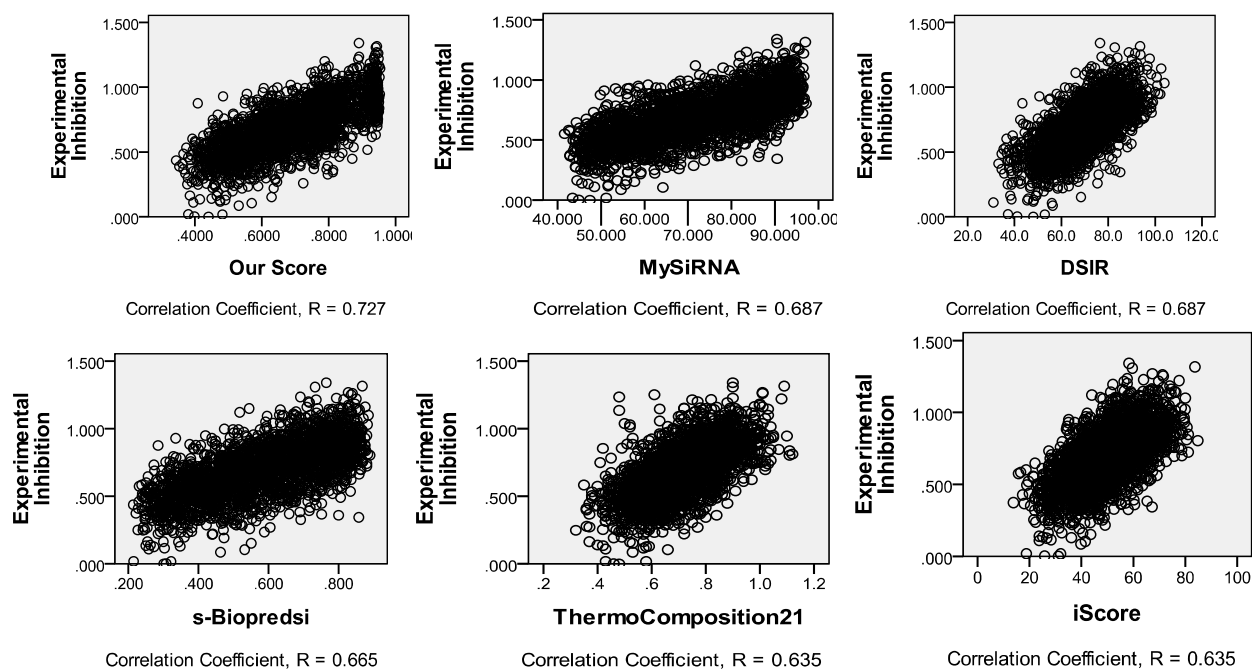 1.500
1.000
.500
.000
Experimental
Inhibition
.4000 .6000 .8000 1.000
Our Score
Correlation Coefficient, R = 0.727
1.500
1.000
.500
.000
Experimental
Inhibition
40.000 60.000 80.000 100.00
50.000 70.000 90.000
MySiRNA
Correlation Coefficient, R = 0.687
1.500
1.000
.500
.000
Experimental
Inhibition
20.0 40.0 60.0 80.0 100.0 120.
DSIR
Correlation Coefficient, R = 0.687
1.500
1.000
.500
.000
Experimental
Inhibition
.200 .400 .600 .800
s-Biopredsi
Correlation Coefficient, R = 0.665
1.500
1.000
.500
.000
Experimental
Inhibition
.2 .4 .6 .8 1.0 1.2
ThermoComposition21
Correlation Coefficient, R = 0.635
1.500
1.000
.500
.000
Experimental
Inhibition
0 20 40 60 80 100
iScore
Correlation Coefficient, R = 0.635